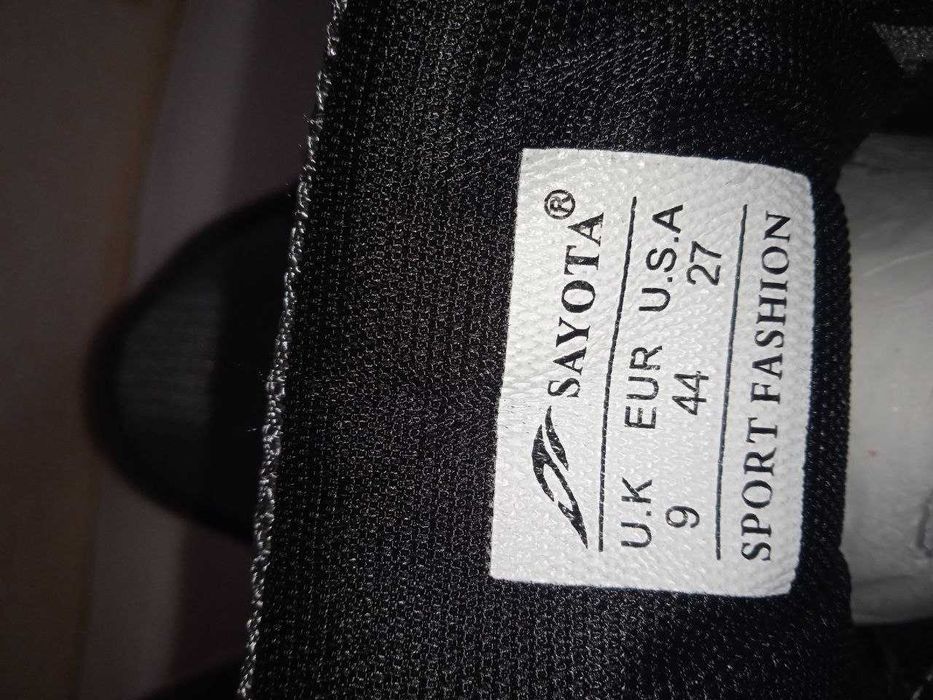 SAYOTA®
U.K EUR U.S.A
9 44 27
SPORT FASHION